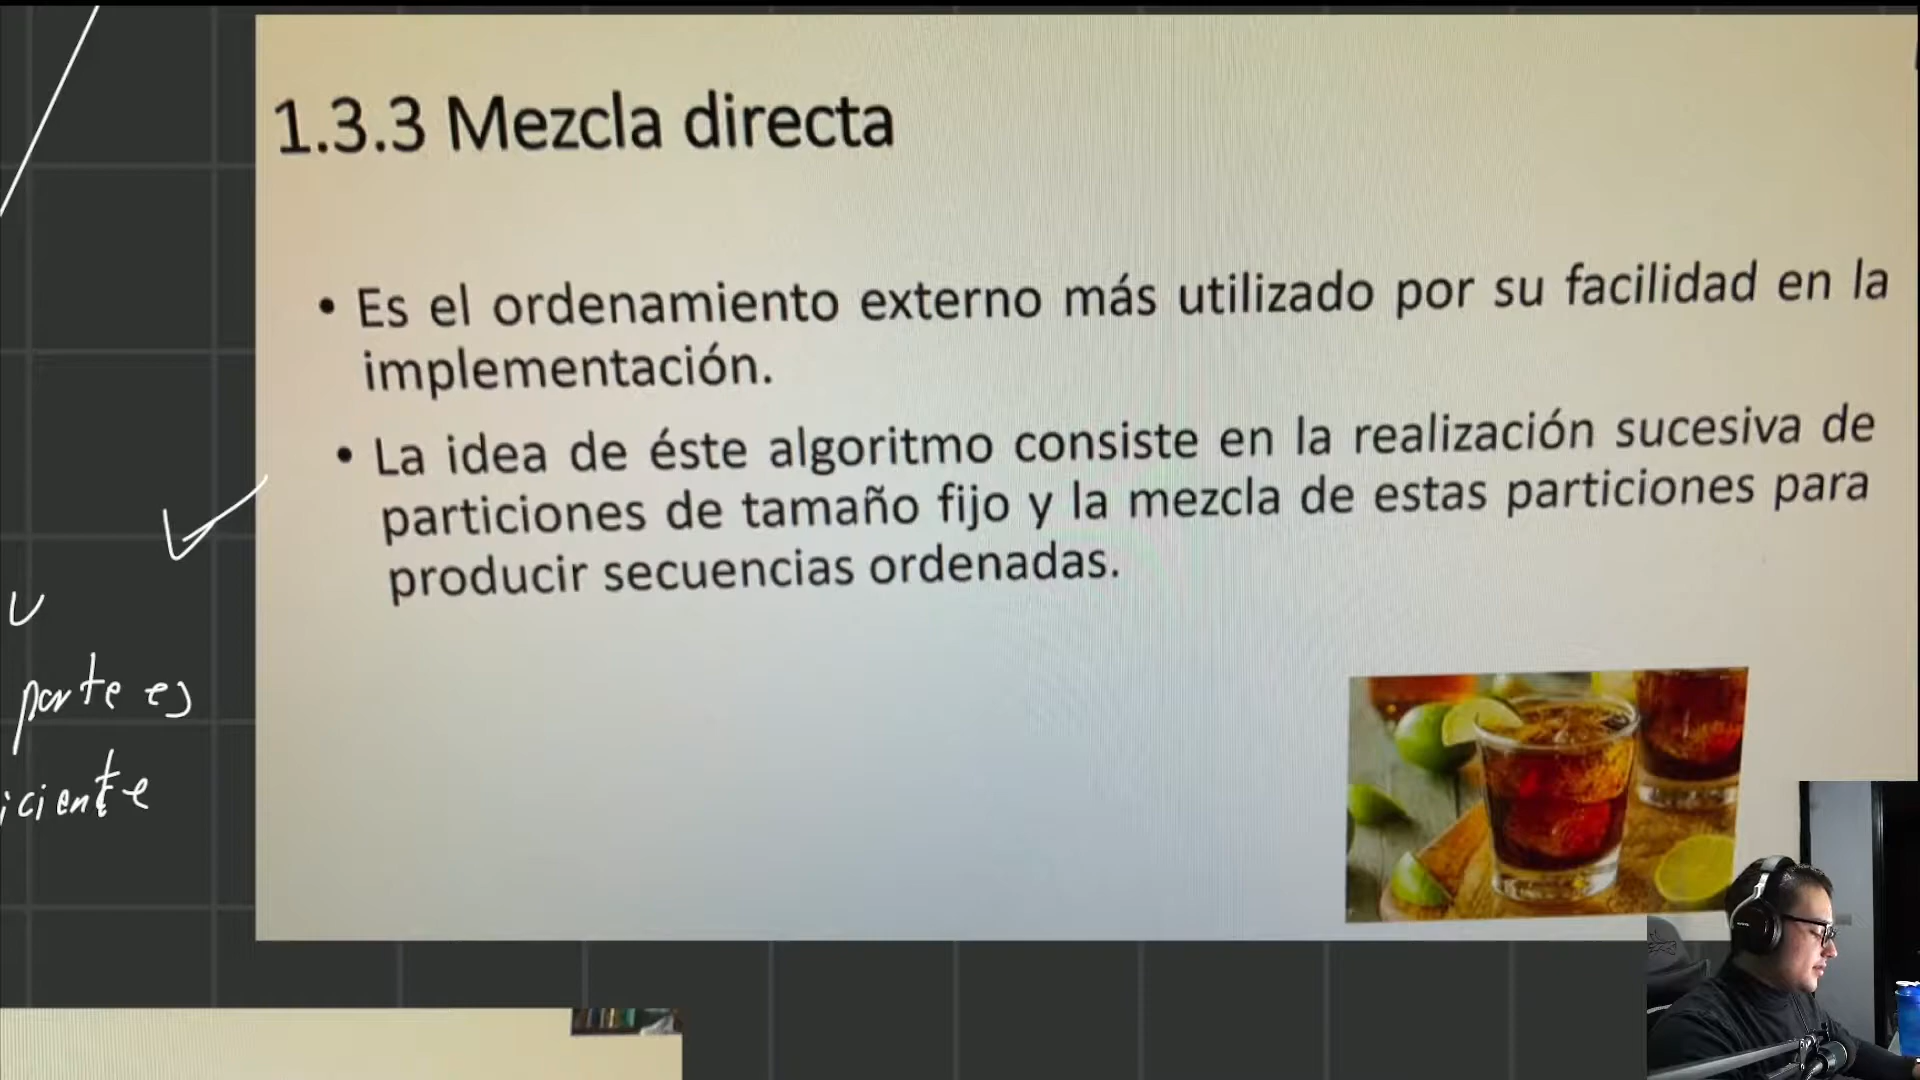 1.3.3 Mezcla directa
• Es el ordenamiento externo más utilizado por su facilidad en la
implementación.
• La idea de éste algoritmo consiste en la realización sucesiva de
particiones de tamaño fijo y la mezcla de estas particiones para
producir secuencias ordenadas.
parte es
iciente